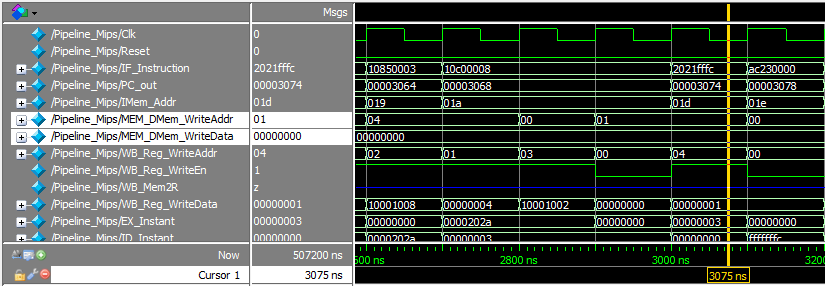 Msgs
/Pipeline_Mips/Clk 0
/Pipeline_Mips/Reset 0
/Pipeline_Mips/IF_Instruction 2021fffc 10850003 10c00008 2021fffc ac230000
/Pipeline_Mips/PC_out 00003074 00003064 00003068 00003074 00003078
/Pipeline_Mips/IMem_Addr 01d 019 01a 01d 01e
/Pipeline_Mips/MEM_DMem_WriteAddr 01 04 00 01 00
/Pipeline_Mips/MEM_DMem_WriteData 00000000 00000000
/Pipeline_Mips/WB_Reg_WriteAddr 04 02 01 03 00 04 00
/Pipeline_Mips/WB_Reg_WriteEn 1
/Pipeline_Mips/WB_Mem2R z
/Pipeline_Mips/WB_Reg_WriteData 00000001 10001008 00000004 10001002 00000000 00000001
/Pipeline_Mips/EX_Instant 00000003 00000000 0000202a 00000000 00000003 00000000
/Pipeline_Mips/ID_Instant 00000000 0000202a 00000003 00000000 fffffffc
Now 507200 ns 2800 ns 3000 ns
Cursor 1 3075 ns 3075 ns